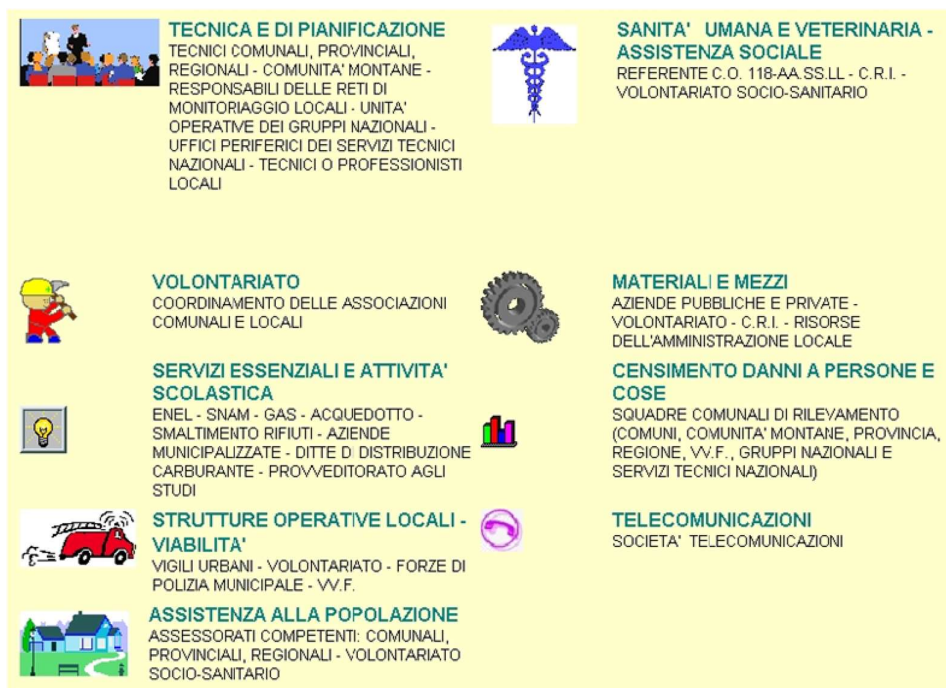 TECNICA E DI PIANIFICAZIONE
TECNICI COMUNALI, PROVINCIALI,
REGIONALI - COMUNITA' MONTANE -
RESPONSABILI DELLE RETI DI
MONITORIAGGIO LOCALI - UNITA'
OPERATIVE DEI GRUPPI NAZIONALI -
UFFICI PERIFERICI DEI SERVIZI TECNICI
NAZIONALI - TECNICI O PROFESSIONISTI
LOCALI
SANITA' UMANA E VETERINARIA -
ASSISTENZA SOCIALE
REFERENTE C.O. 118-AA.SS.LL - C.R.I. -
VOLONTARIATO SOCIO-SANITARIO
VOLONTARIATO
COORDINAMENTO DELLE ASSOCIAZIONI
COMUNALI E LOCALI
MATERIALI E MEZZI
AZIENDE PUBBLICHE E PRIVATE -
VOLONTARIATO - C.R.I. - RISORSE
DELL'AMMINISTRAZIONE LOCALE
SERVIZI ESSENZIALI E ATTIVITA'
SCOLASTICA
ENEL - SNAM - GAS - ACQUEDOTTO -
SMALTIMENTO RIFIUTI - AZIENDE
MUNICIPALIZZATE - DITTE DI DISTRIBUZIONE
CARBURANTE - PROVVEDITORATO AGLI
STUDI
CENSIMENTO DANNI A PERSONE E
COSE
SQUADRE COMUNALI DI RILEVAMENTO
(COMUNI, COMUNITA' MONTANE, PROVINCIA,
REGIONE, VV.F., GRUPPI NAZIONALI E
SERVIZI TECNICI NAZIONALI)
STRUTTURE OPERATIVE LOCALI -
VIABILITA'
VIGILI URBANI - VOLONTARIATO - FORZE DI
POLIZIA MUNICIPALE - VV.F.
TELECOMUNICAZIONI
SOCIETA' TELECOMUNICAZIONI
ASSISTENZA ALLA POPOLAZIONE
ASSESSORATI COMPETENTI: COMUNALI,
PROVINCIALI, REGIONALI - VOLONTARIATO
SOCIO-SANITARIO